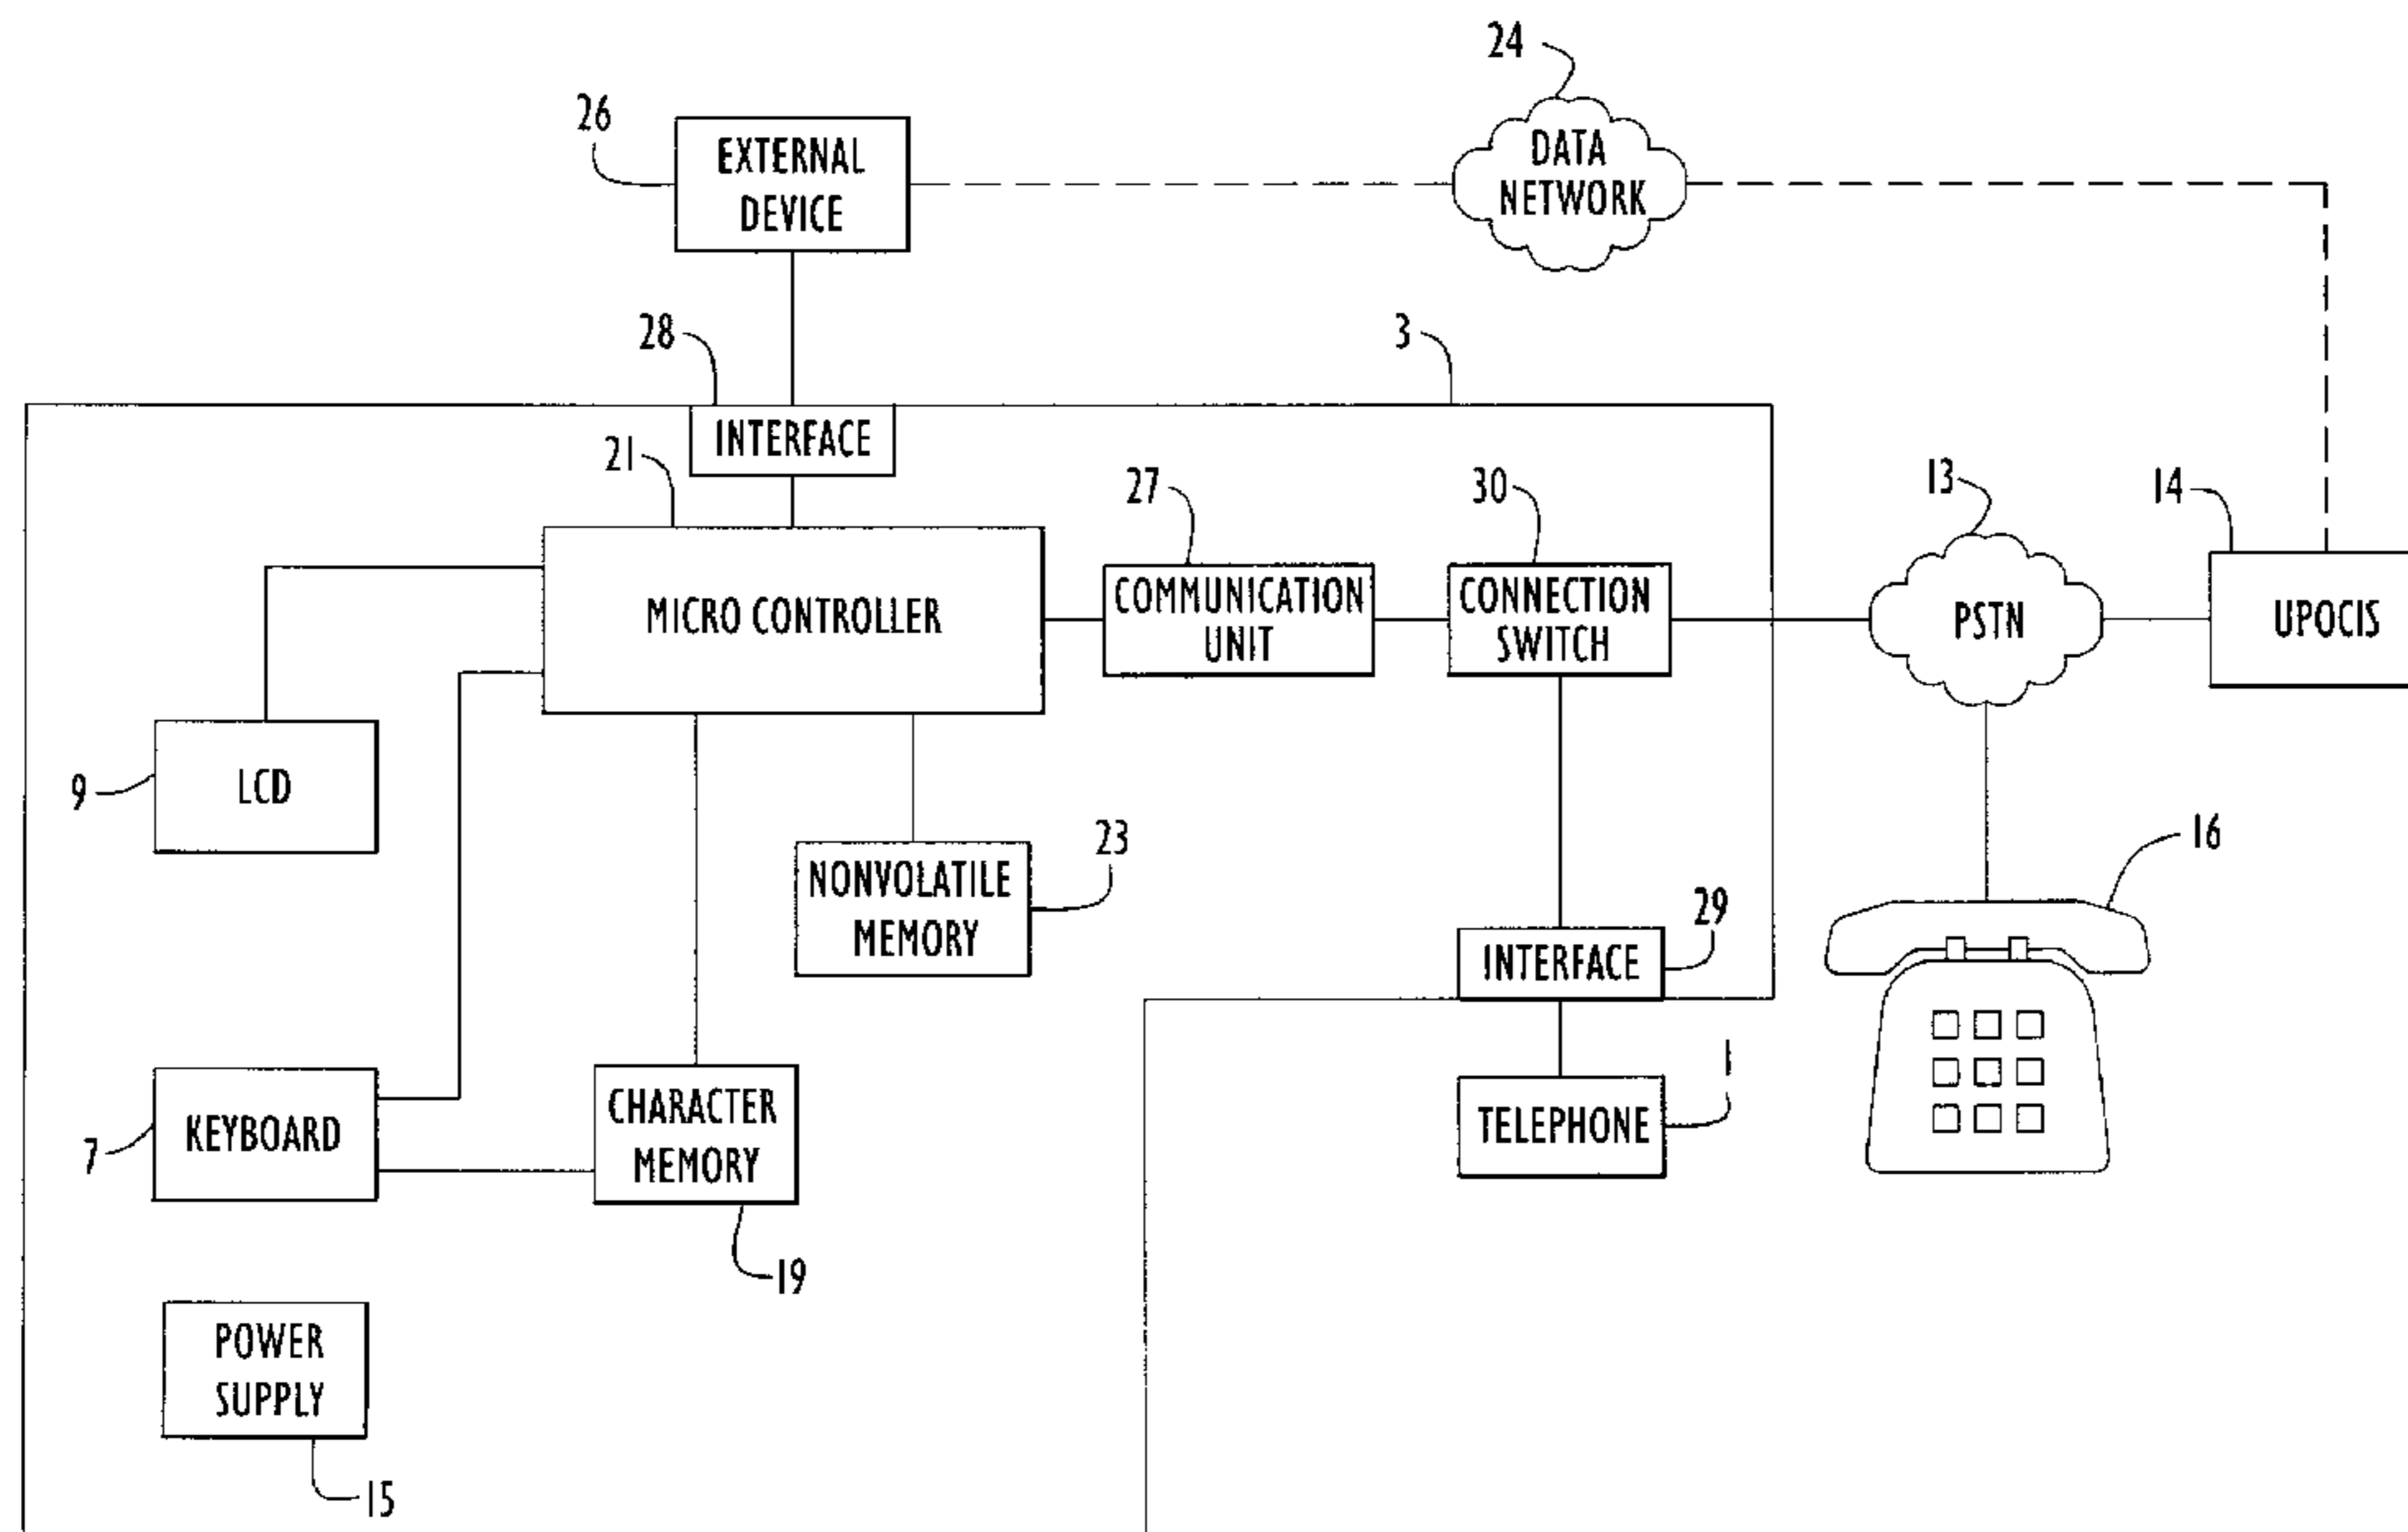 24
26
EXTERNAL
DEVICE
DATA
NETWORK
28
3
INTERFACE
21
27
30
13
14
MICRO CONTROLLER
COMMUNICATION
UNIT
CONNECTION
SWITCH
PSTN
UPOCIS
9
LCD
23
NONVOLATILE
MEMORY
16
29
INTERFACE
1
7
KEYBOARD
CHARACTER
MEMORY
TELEPHONE
19
POWER
SUPPLY
15